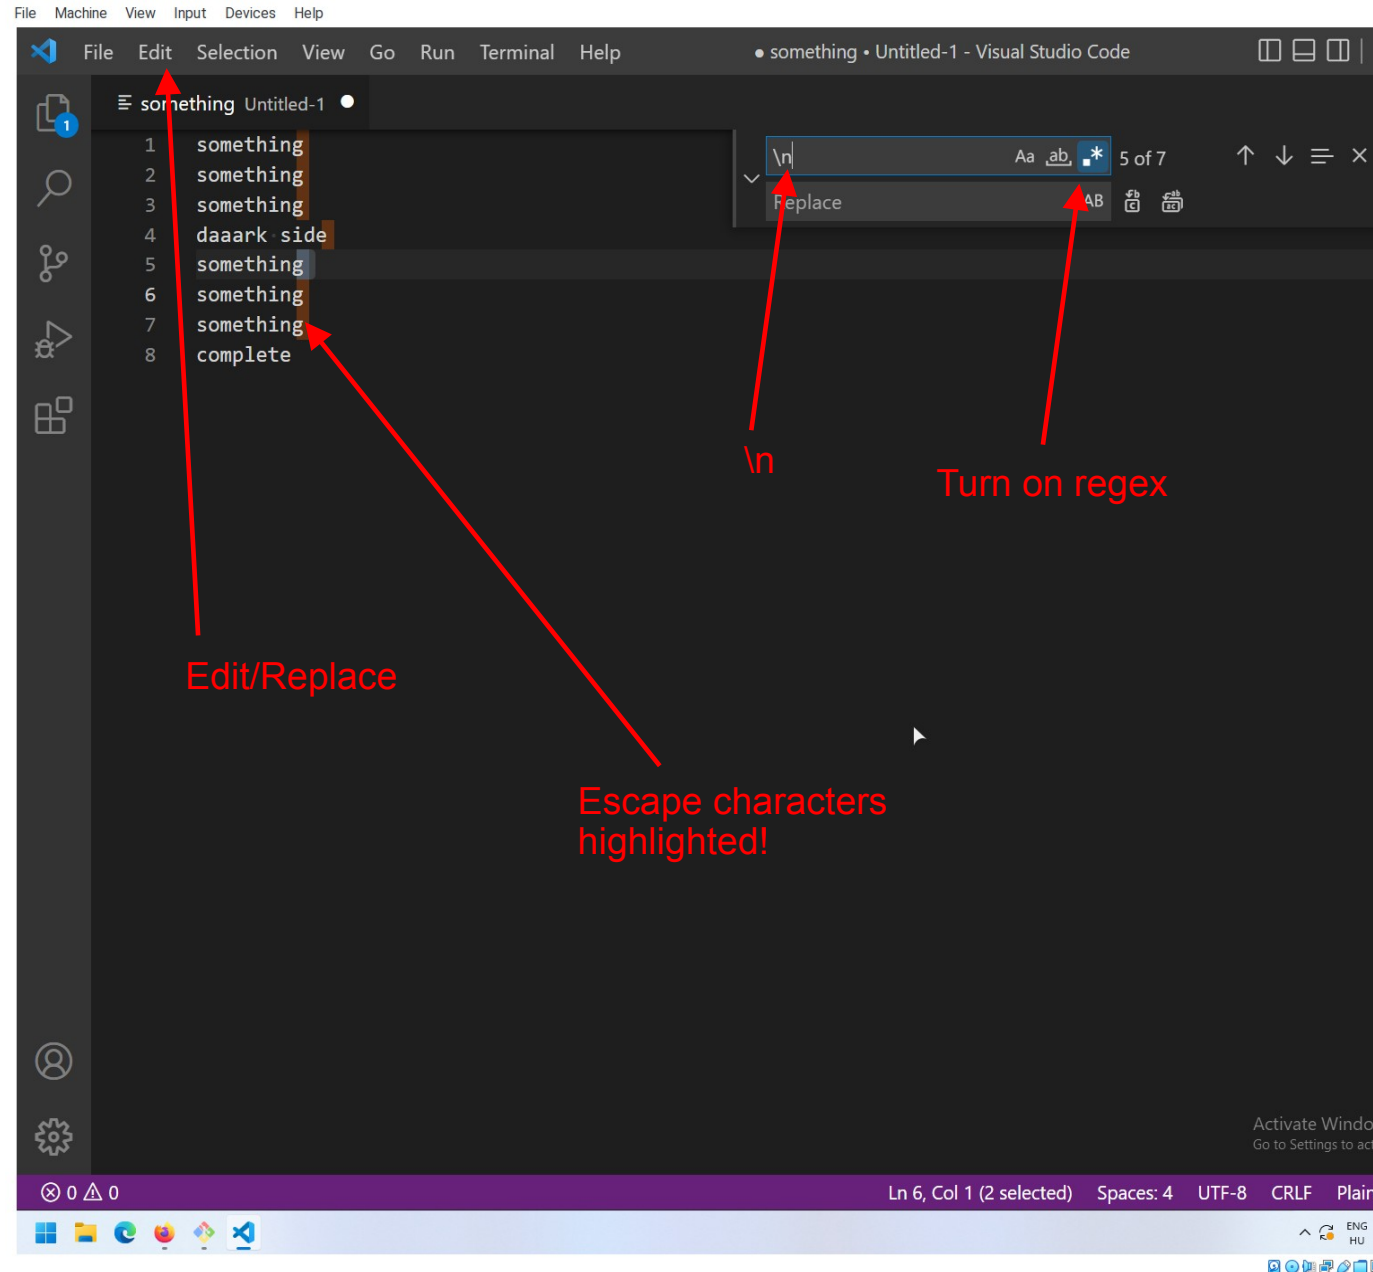 File Machine View Input Devices Help
File Edit Selection View Go Run Terminal Help ● something • Untitled-1 - Visual Studio Code
something Untitled-1 ●
1
1 something
2 something
3 something
4 daaark·side
5 something
6 something
7 something
8 complete
\n Aa ab .* 5 of 7
Replace AB
\n
Turn on regex
Edit/Replace
Escape characters
highlighted!
Activate Windo
Go to Settings to act
0 0 Ln 6, Col 1 (2 selected) Spaces: 4 UTF-8 CRLF Plain
ENG
HU